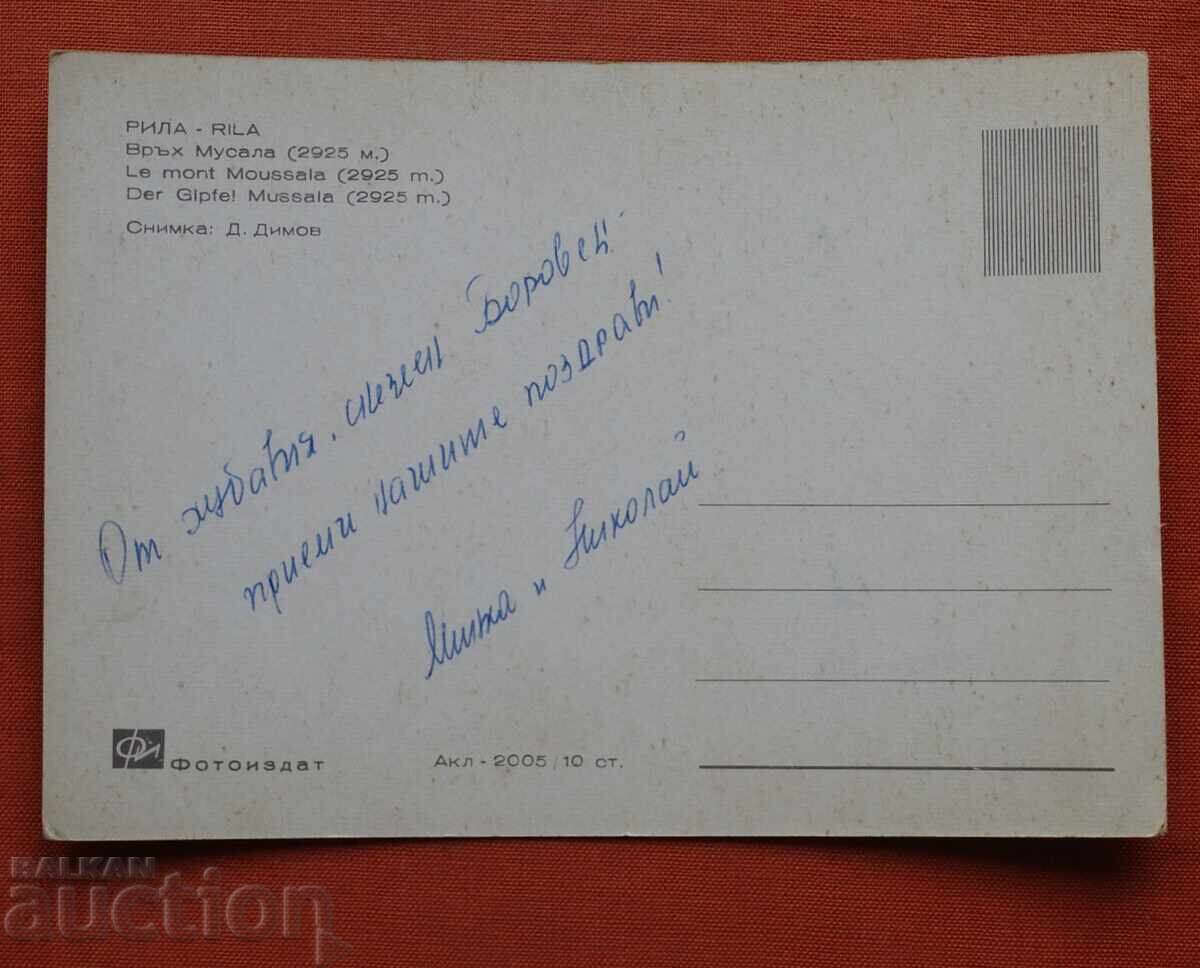 РИЛА - RILA
Връх Мусала (2925 м.)
Le mont Moussala (2925 m.)
Der Gipfel Mussala (2925 m.)
Снимка: Д. Димов
От хубавия, Боровец
приеми нашите поздрави!
и Николай
ФИ Фотоиздат
Акл - 2005/10 ст.
BALKAN
auction